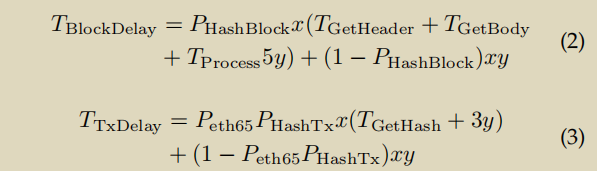 T_BlockDelay = P_HashBlock x(T_GetHeader + T_GetBody
+ T_Process 5y) + (1 − P_HashBlock)xy (2)
T_TxDelay = P_eth65 P_HashTx x(T_GetHash + 3y)
+ (1 − P_eth65 P_HashTx)xy (3)